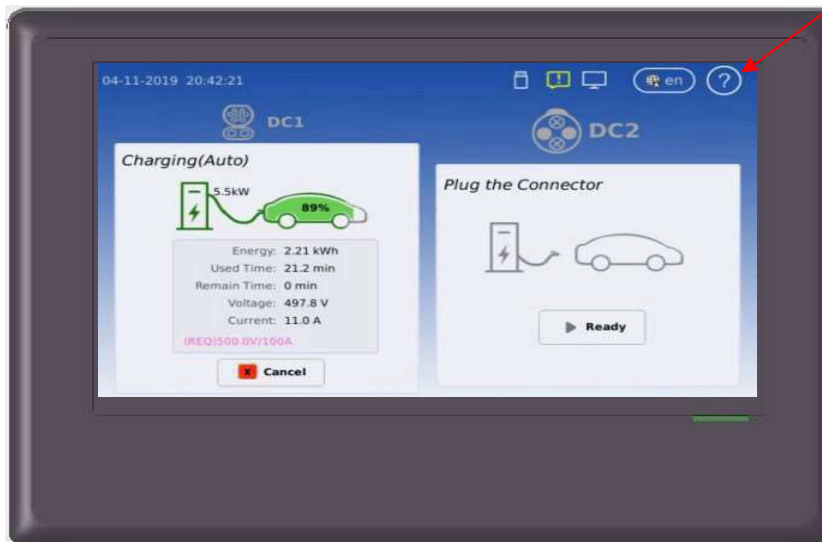 04-11-2019 20:42:21
en
?
DC1
DC2
Charging(Auto)
5.5kW
89%
Energy: 2.21 kWh
Used Time: 21.2 min
Remain Time: 0 min
Voltage: 497.8 V
Current: 11.0 A
(REQ)500.0V/100A
x Cancel
Plug the Connector
Ready